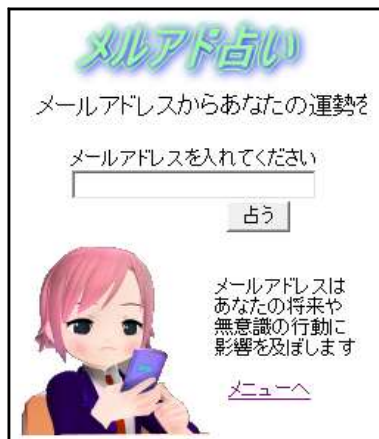 メルアド占い
メールアドレスからあなたの運勢を
メールアドレスを入れてください
占う
メールアドレスは
あなたの将来や
無意識の行動に
影響を及ぼします
メニューへ